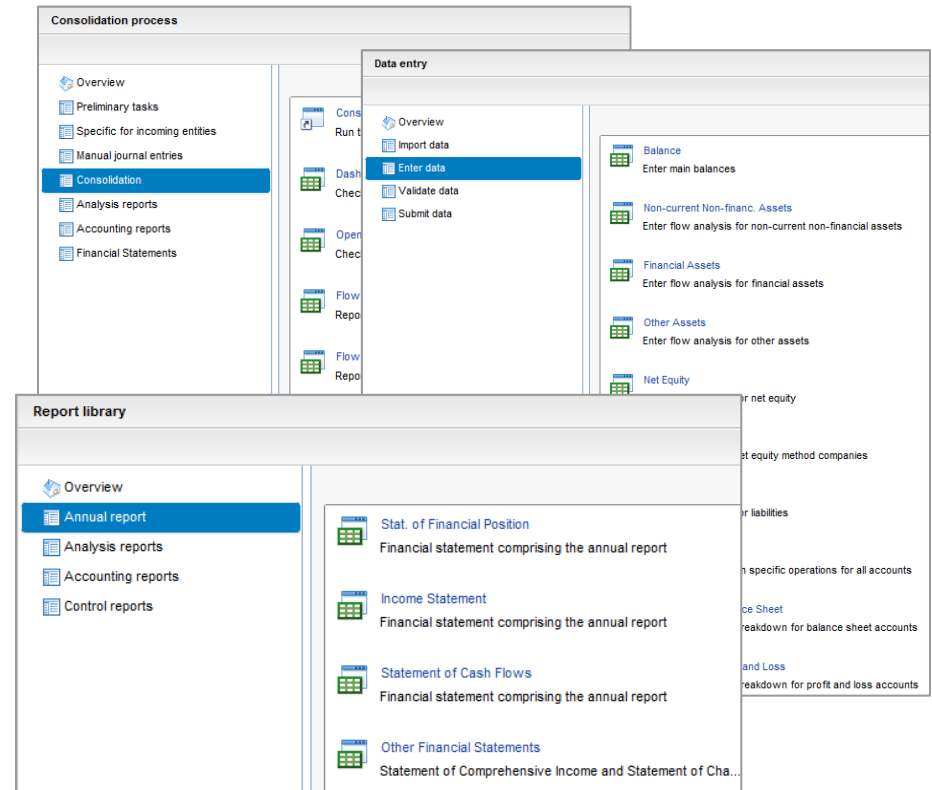 Consolidation process
Overview
Preliminary tasks
Specific for incoming entities
Manual journal entries
Consolidation
Analysis reports
Accounting reports
Financial Statements
Cons
Run t
Dash
Chec
Open
Chec
Flow
Repo
Flow
Repo
Data entry
Overview
Import data
Enter data
Validate data
Submit data
Balance
Enter main balances
Non-current Non-financ. Assets
Enter flow analysis for non-current non-financial assets
Financial Assets
Enter flow analysis for financial assets
Other Assets
Enter flow analysis for other assets
Net Equity
or net equity
et equity method companies
or liabilities
n specific operations for all accounts
ce Sheet
reakdown for balance sheet accounts
and Loss
reakdown for profit and loss accounts
Report library
Overview
Annual report
Analysis reports
Accounting reports
Control reports
Stat. of Financial Position
Financial statement comprising the annual report
Income Statement
Financial statement comprising the annual report
Statement of Cash Flows
Financial statement comprising the annual report
Other Financial Statements
Statement of Comprehensive Income and Statement of Cha...